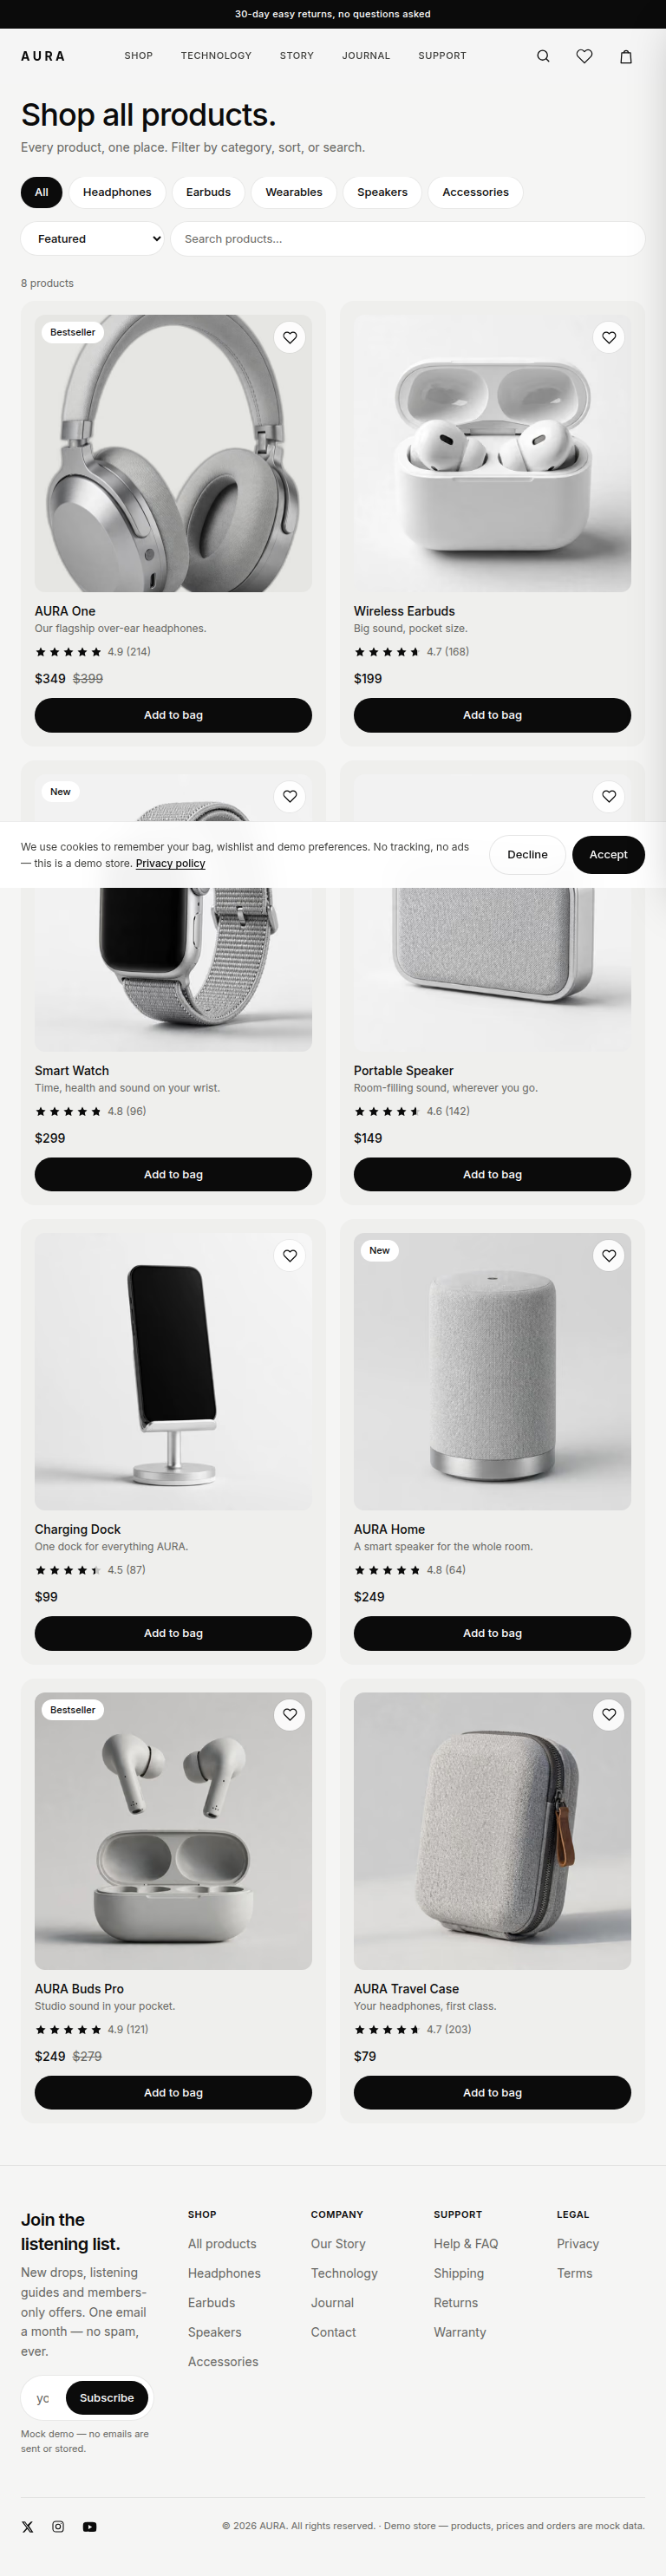 30-day easy returns, no questions asked
AURA
SHOP TECHNOLOGY STORY JOURNAL SUPPORT
Shop all products.
Every product, one place. Filter by category, sort, or search.
All Headphones Earbuds Wearables Speakers Accessories
Featured Search products...
8 products
Bestseller
AURA One
Our flagship over-ear headphones.
4.9 (214)
$349 $399
Add to bag
Wireless Earbuds
Big sound, pocket size.
4.7 (168)
$199
Add to bag
New
We use cookies to remember your bag, wishlist and demo preferences. No tracking, no ads
— this is a demo store. Privacy policy
Decline Accept
Smart Watch
Time, health and sound on your wrist.
4.8 (96)
$299
Add to bag
Portable Speaker
Room-filling sound, wherever you go.
4.6 (142)
$149
Add to bag
Charging Dock
One dock for everything AURA.
4.5 (87)
$99
Add to bag
New
AURA Home
A smart speaker for the whole room.
4.8 (64)
$249
Add to bag
Bestseller
AURA Buds Pro
Studio sound in your pocket.
4.9 (121)
$249 $279
Add to bag
AURA Travel Case
Your headphones, first class.
4.7 (203)
$79
Add to bag
Join the
listening list.
New drops, listening
guides and members-
only offers. One email
a month — no spam,
ever.
yo
Subscribe
Mock demo — no emails are
sent or stored.
SHOP
All products
Headphones
Earbuds
Speakers
Accessories
COMPANY
Our Story
Technology
Journal
Contact
SUPPORT
Help & FAQ
Shipping
Returns
Warranty
LEGAL
Privacy
Terms
© 2026 AURA. All rights reserved. · Demo store — products, prices and orders are mock data.